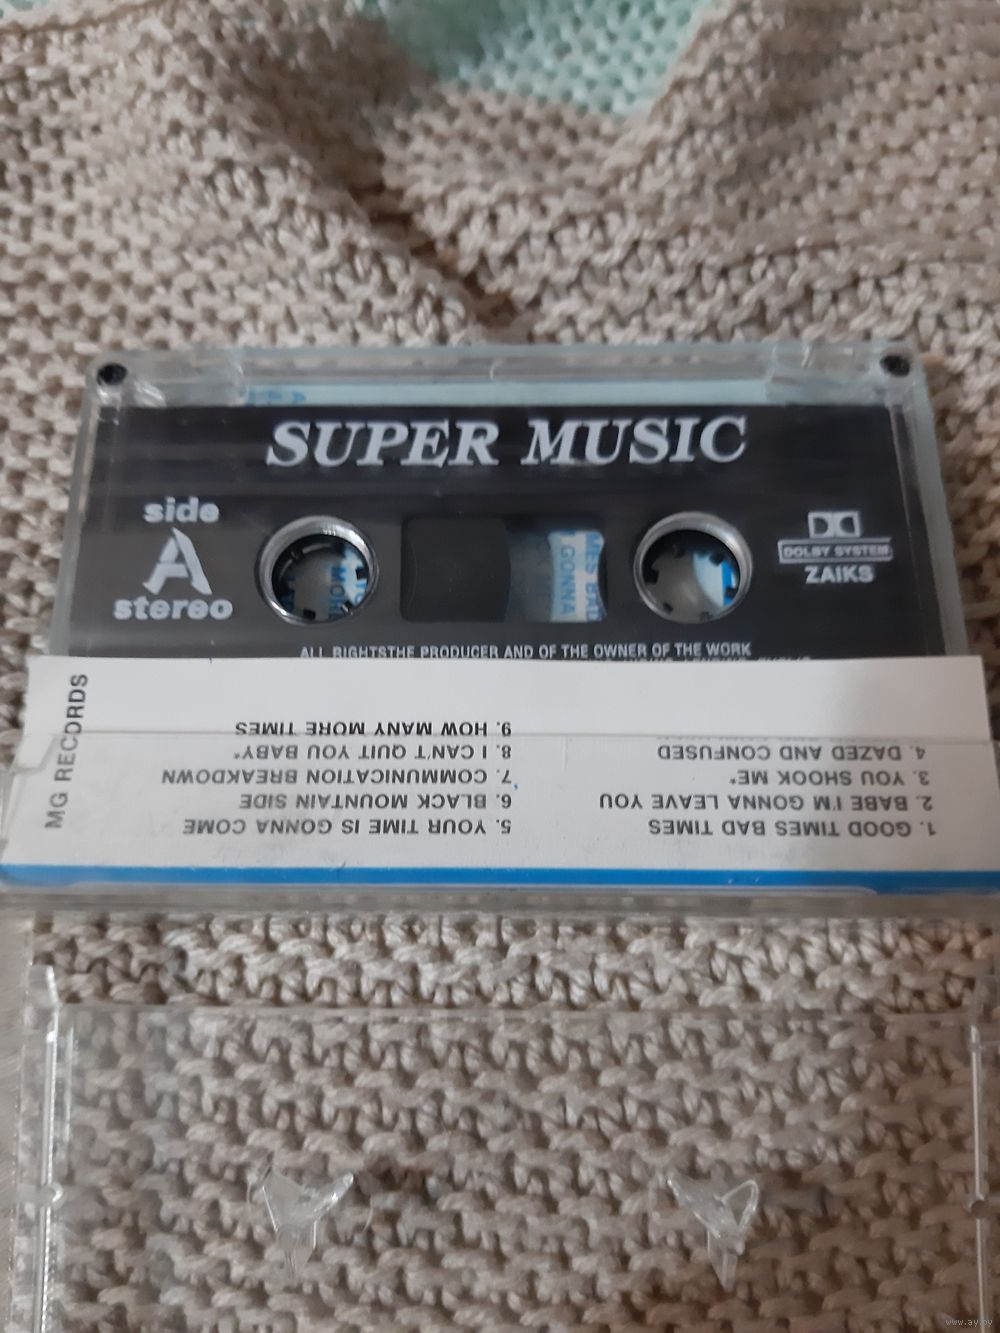 SUPER MUSIC
side
A
stereo
DOLBY SYSTEM
ZAIKS
ALL RIGHTSTHE PRODUCER AND OF THE OWNER OF THE WORK
MG RECORDS
1. GOOD TIMES BAD TIMES
2. BABE I'M GONNA LEAVE YOU
3. YOU SHOOK ME*
4. DAZED AND CONFUSED
5. YOUR TIME IS GONNA COME
6. BLACK MOUNTAIN SIDE
7. COMMUNICATION BREAKDOWN
8. I CAN'T QUIT YOU BABY*
9. HOW MANY MORE TIMES
www.ay.by